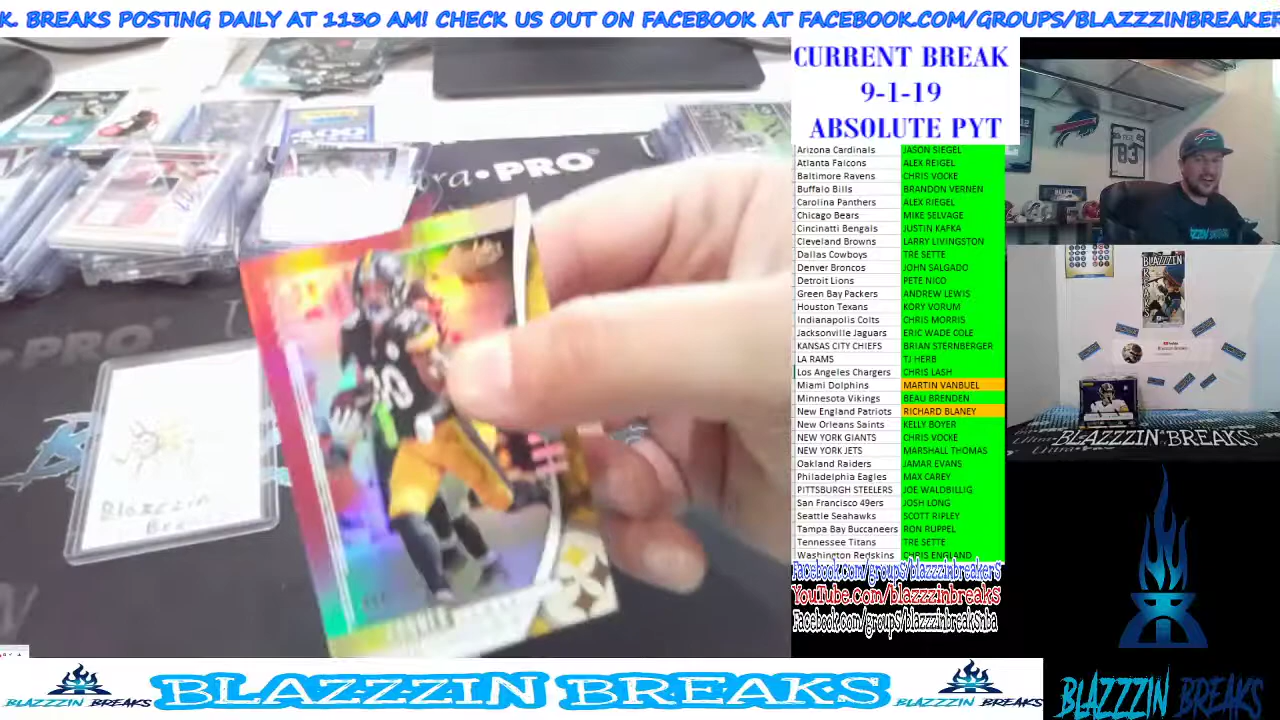 K. BREAKS POSTING DAILY AT 1130 AM! CHECK US OUT ON FACEBOOK AT FACEBOOK.COM/GROUPS/BLAZZZINBREAKER
CURRENT BREAK
9-1-19
ABSOLUTE PYT
Arizona Cardinals JASON SIEGEL
Atlanta Falcons ALEX REIGEL
Baltimore Ravens CHRIS VOCKE
Buffalo Bills BRANDON VERNEN
Carolina Panthers ALEX RIEGEL
Chicago Bears MIKE SELVAGE
Cincinatti Bengals JUSTIN KAFKA
Cleveland Browns LARRY LIVINGSTON
Dallas Cowboys TRE SETTE
Denver Broncos JOHN SALGADO
Detroit Lions PETE NICO
Green Bay Packers ANDREW LEWIS
Houston Texans KORY VORUM
Indianapolis Colts CHRIS MORRIS
Jacksonville Jaguars ERIC WADE COLE
KANSAS CITY CHIEFS BRIAN STERNBERGER
LA RAMS TJ HERB
Los Angeles Chargers CHRIS LASH
Miami Dolphins MARTIN VANBUEL
Minnesota Vikings BEAU BRENDEN
New England Patriots RICHARD BLANEY
New Orleans Saints KELLY BOYER
NEW YORK GIANTS CHRIS VOCKE
NEW YORK JETS MARSHALL THOMAS
Oakland Raiders JAMAR EVANS
Philadelphia Eagles MAX CAREY
PITTSBURGH STEELERS JOE WALDBILLIG
San Francisco 49ers JOSH LONG
Seattle Seahawks SCOTT RIPLEY
Tampa Bay Buccaneers RON RUPPEL
Tennessee Titans TRE SETTE
Washington Redskins CHRIS ENGLAND
Facebook.com/groups/blazzzinbreakers
YouTube.com/blazzzinbreaks
Facebook.com/groups/blazzzinbreaksnba
PRO
PRO
83
30
BLAZZZIN
BLAZZZIN BREAKS
BLAZZZIN BREAKS
BLAZZZIN BREAKS
BLAZZZIN BREAKS
BLAZZZIN BREAKS